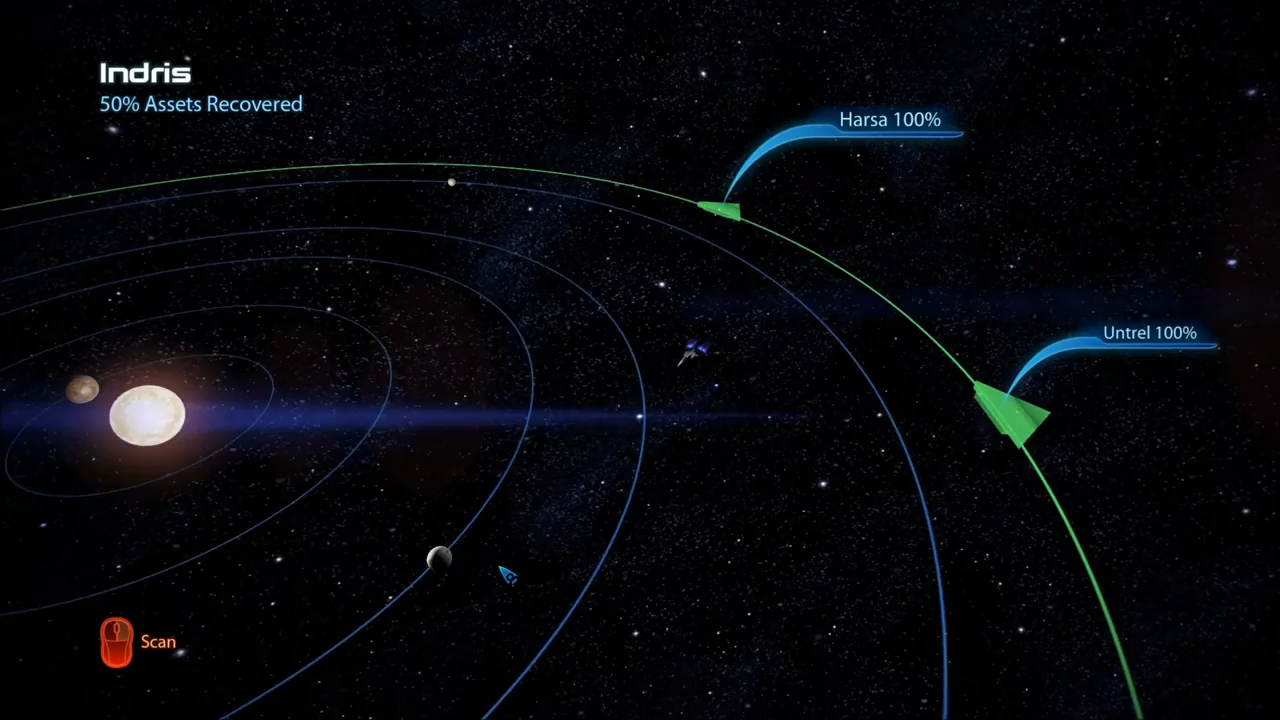 Indris
50% Assets Recovered
Harsa 100%
Untrel 100%
Scan